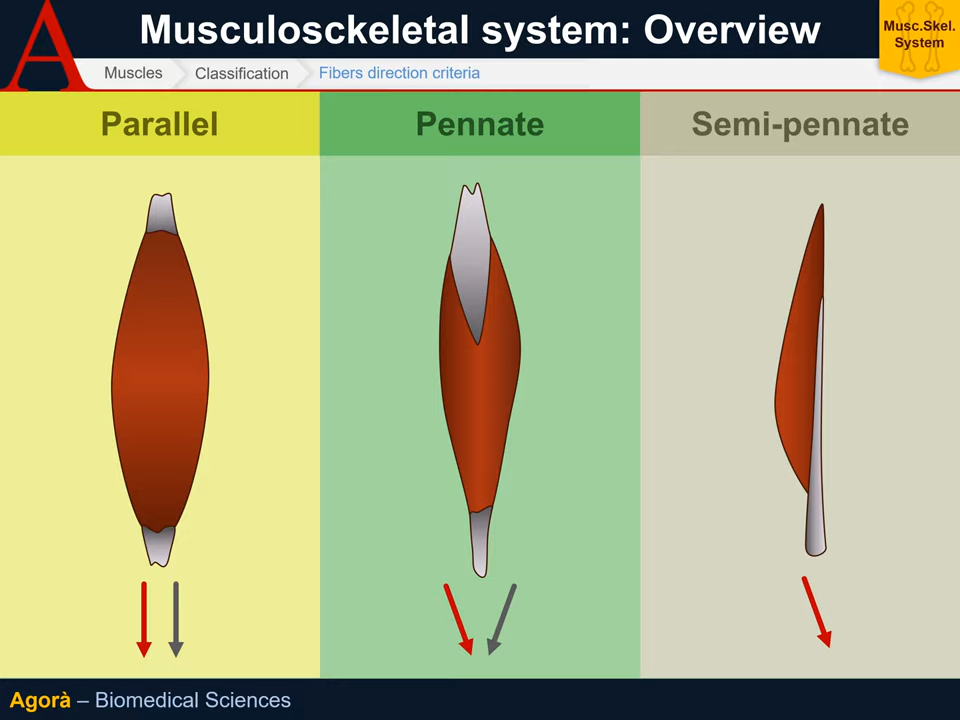 A
Musculosckeletal system: Overview
Musc.Skel.
System
Muscles
Classification
Fibers direction criteria
Parallel
Pennate
Semi-pennate
Agorà – Biomedical Sciences